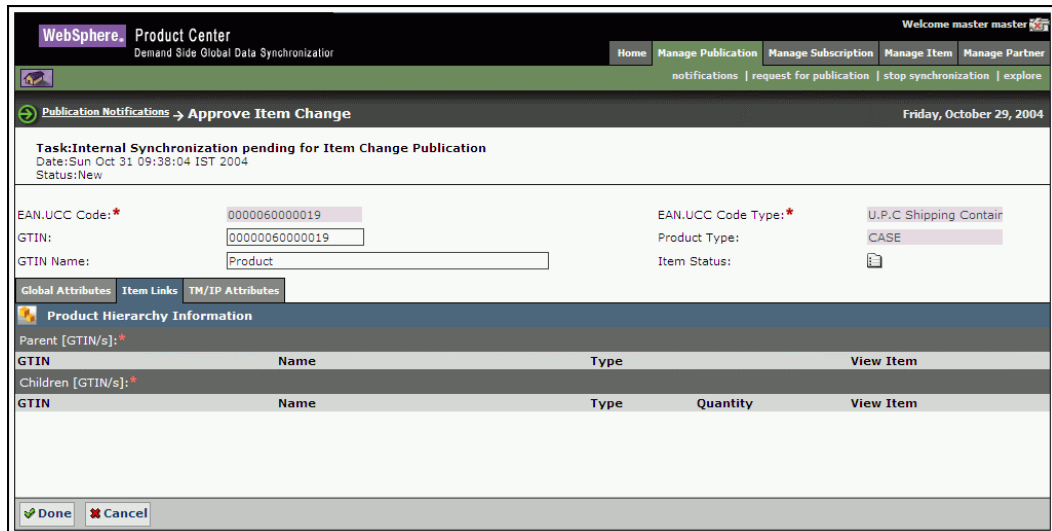 Welcome master master
WebSphere. Product Center
Demand Side Global Data Synchronization
Home Manage Publication Manage Subscription Manage Item Manage Partner
notifications | request for publication | stop synchronization | explore
Publication Notifications → Approve Item Change Friday, October 29, 2004
Task:Internal Synchronization pending for Item Change Publication
Date:Sun Oct 31 09:38:04 IST 2004
Status:New
EAN.UCC Code:* 0000060000019 EAN.UCC Code Type:* U.P.C Shipping Contair
GTIN: 00000060000019 Product Type: CASE
GTIN Name: Product Item Status:
Global Attributes Item Links TM/IP Attributes
Product Hierarchy Information
Parent [GTIN/s]:*
GTIN Name Type View Item
Children [GTIN/s]:*
GTIN Name Type Quantity View Item
Done Cancel